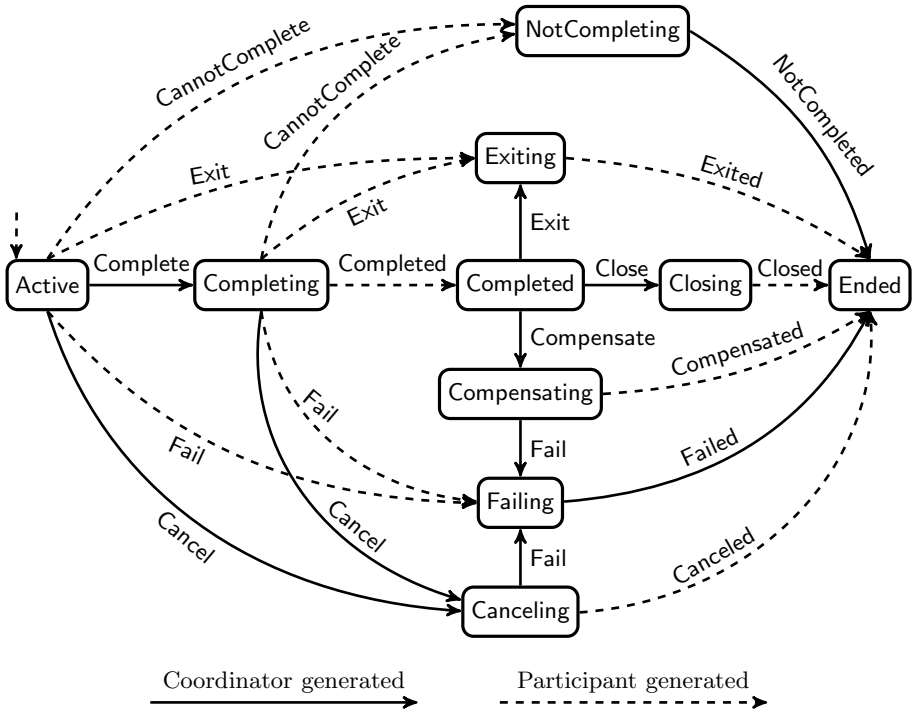 NotCompleting
CannotComplete
CannotComplete
NotCompleted
Exiting
Exit
Exited
Exit
Exit
Active
Complete
Completing
Completed
Completed
Close
Closing
Closed
Ended
Compensate
Compensated
Compensating
Fail
Fail
Fail
Failed
Failing
Cancel
Cancel
Fail
Canceled
Canceling
Coordinator generated
Participant generated